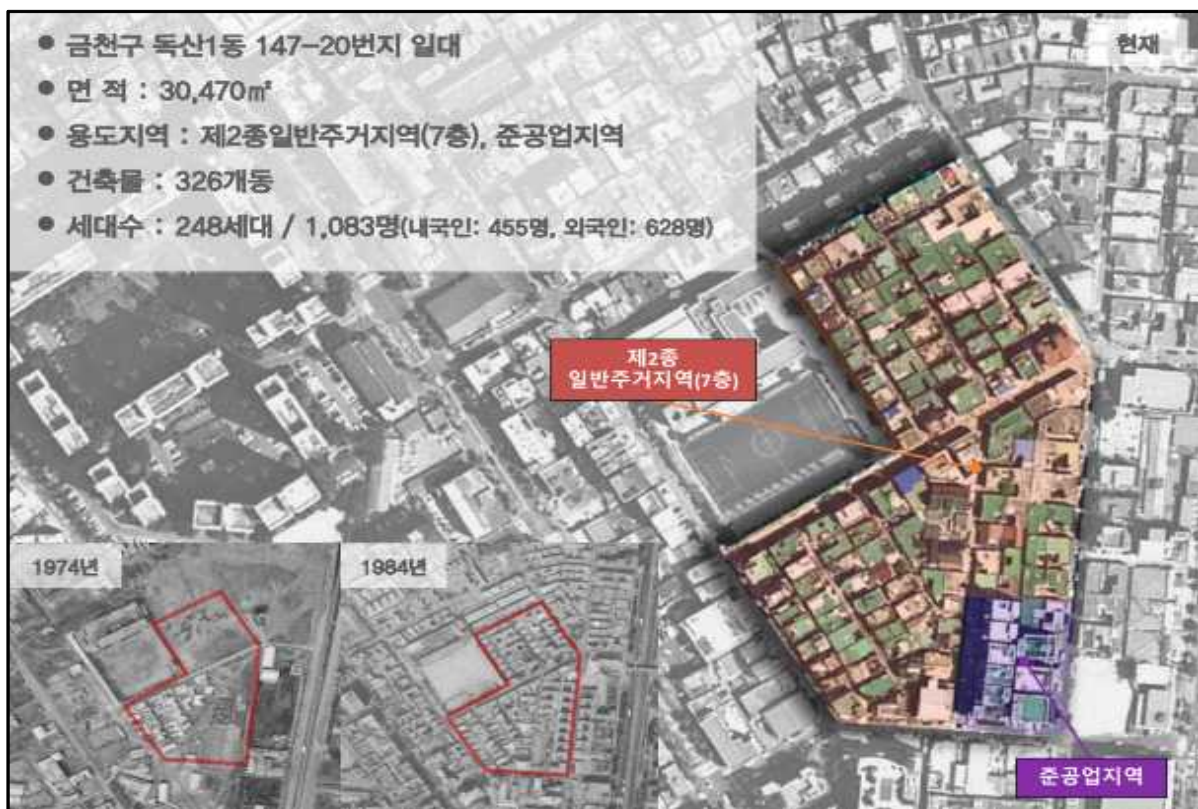 ● 금천구 독산1동 147-20번지 일대
● 면 적 : 30,470㎡
● 용도지역 : 제2종일반주거지역(7층), 준공업지역
● 건축물 : 326개동
● 세대수 : 248세대 / 1,083명(내국인: 455명, 외국인: 628명)
현재
제2종
일반주거지역(7층)
1974년
1984년
준공업지역